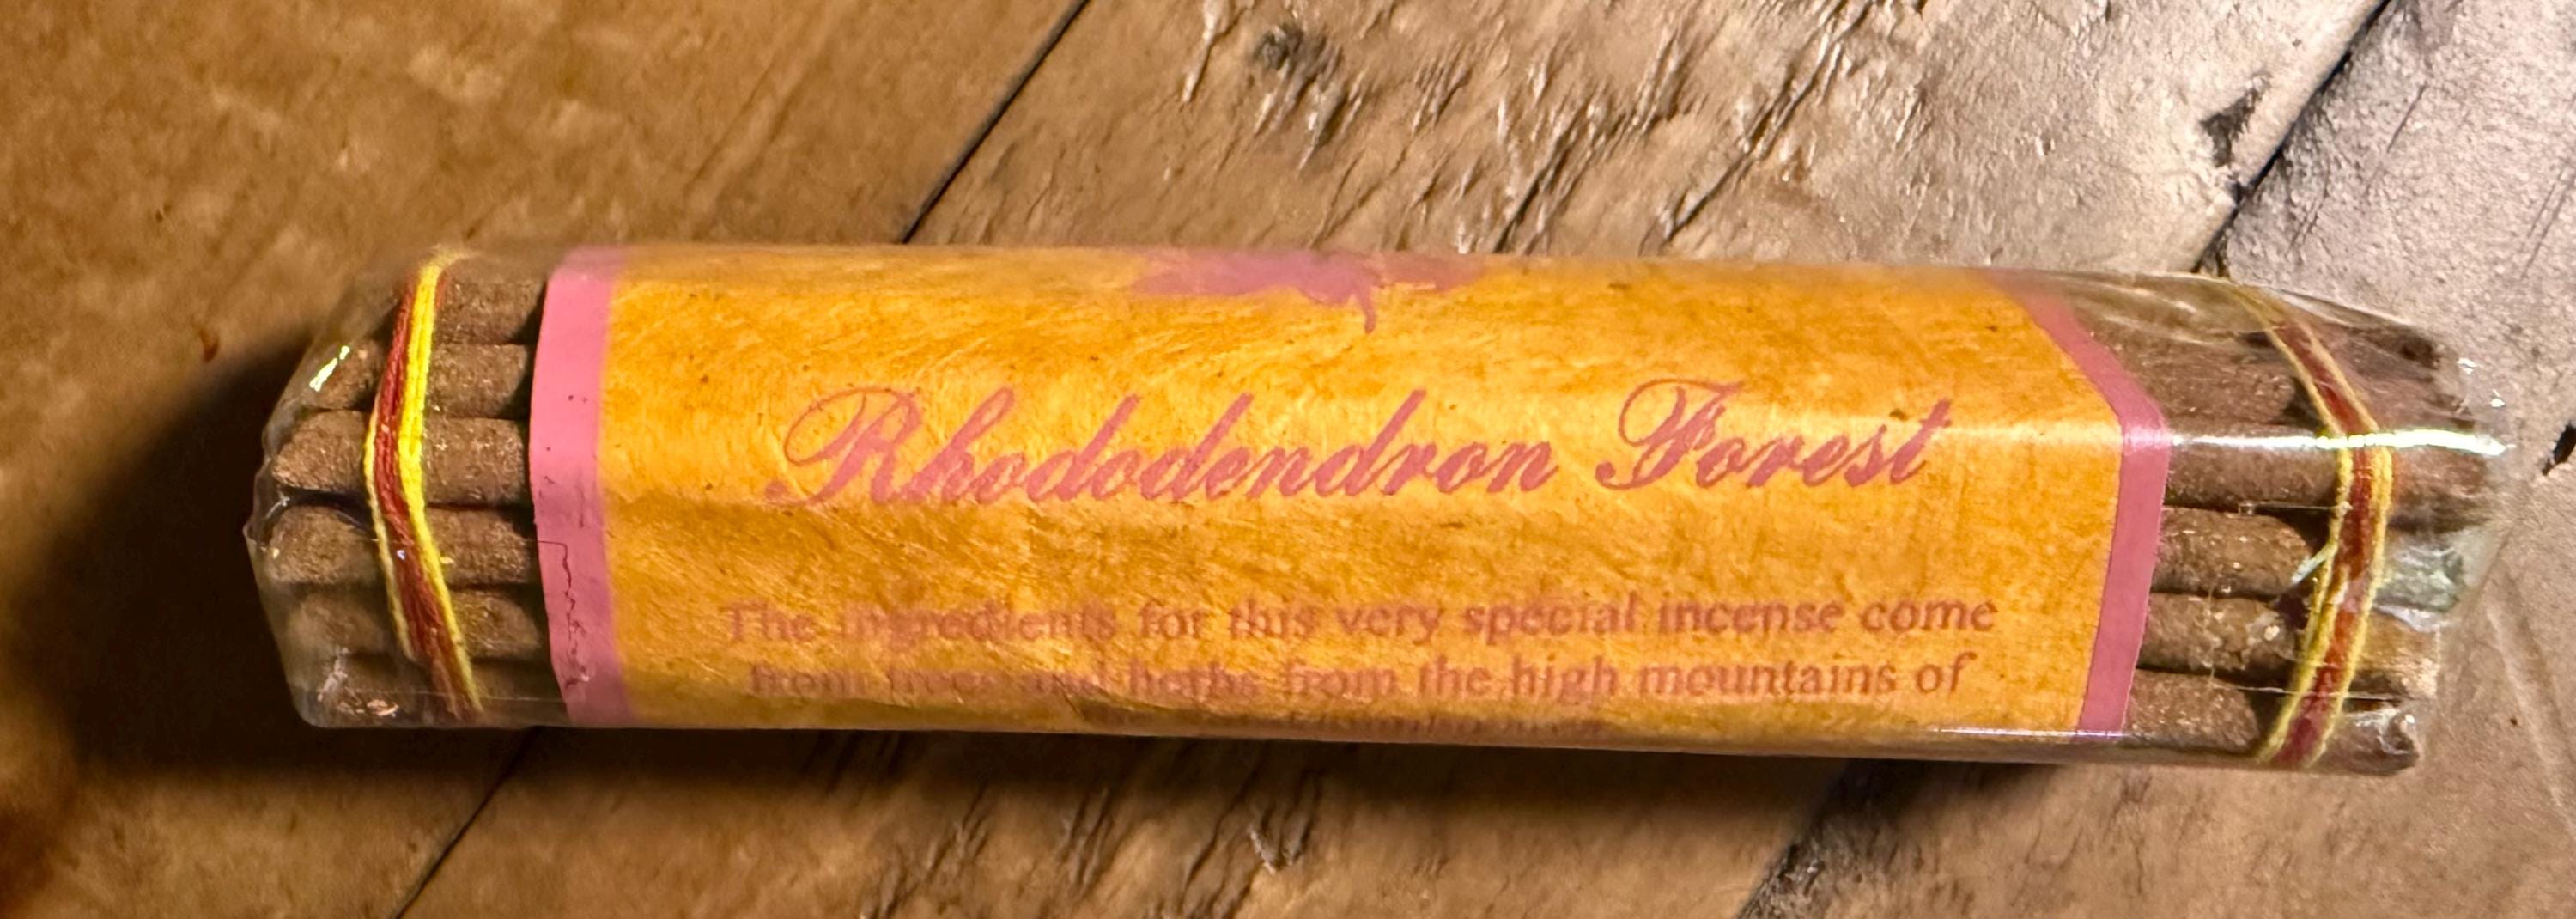 Rhododendron Forest
The ingredients for this very special incense come
from trees and herbs from the high mountains of